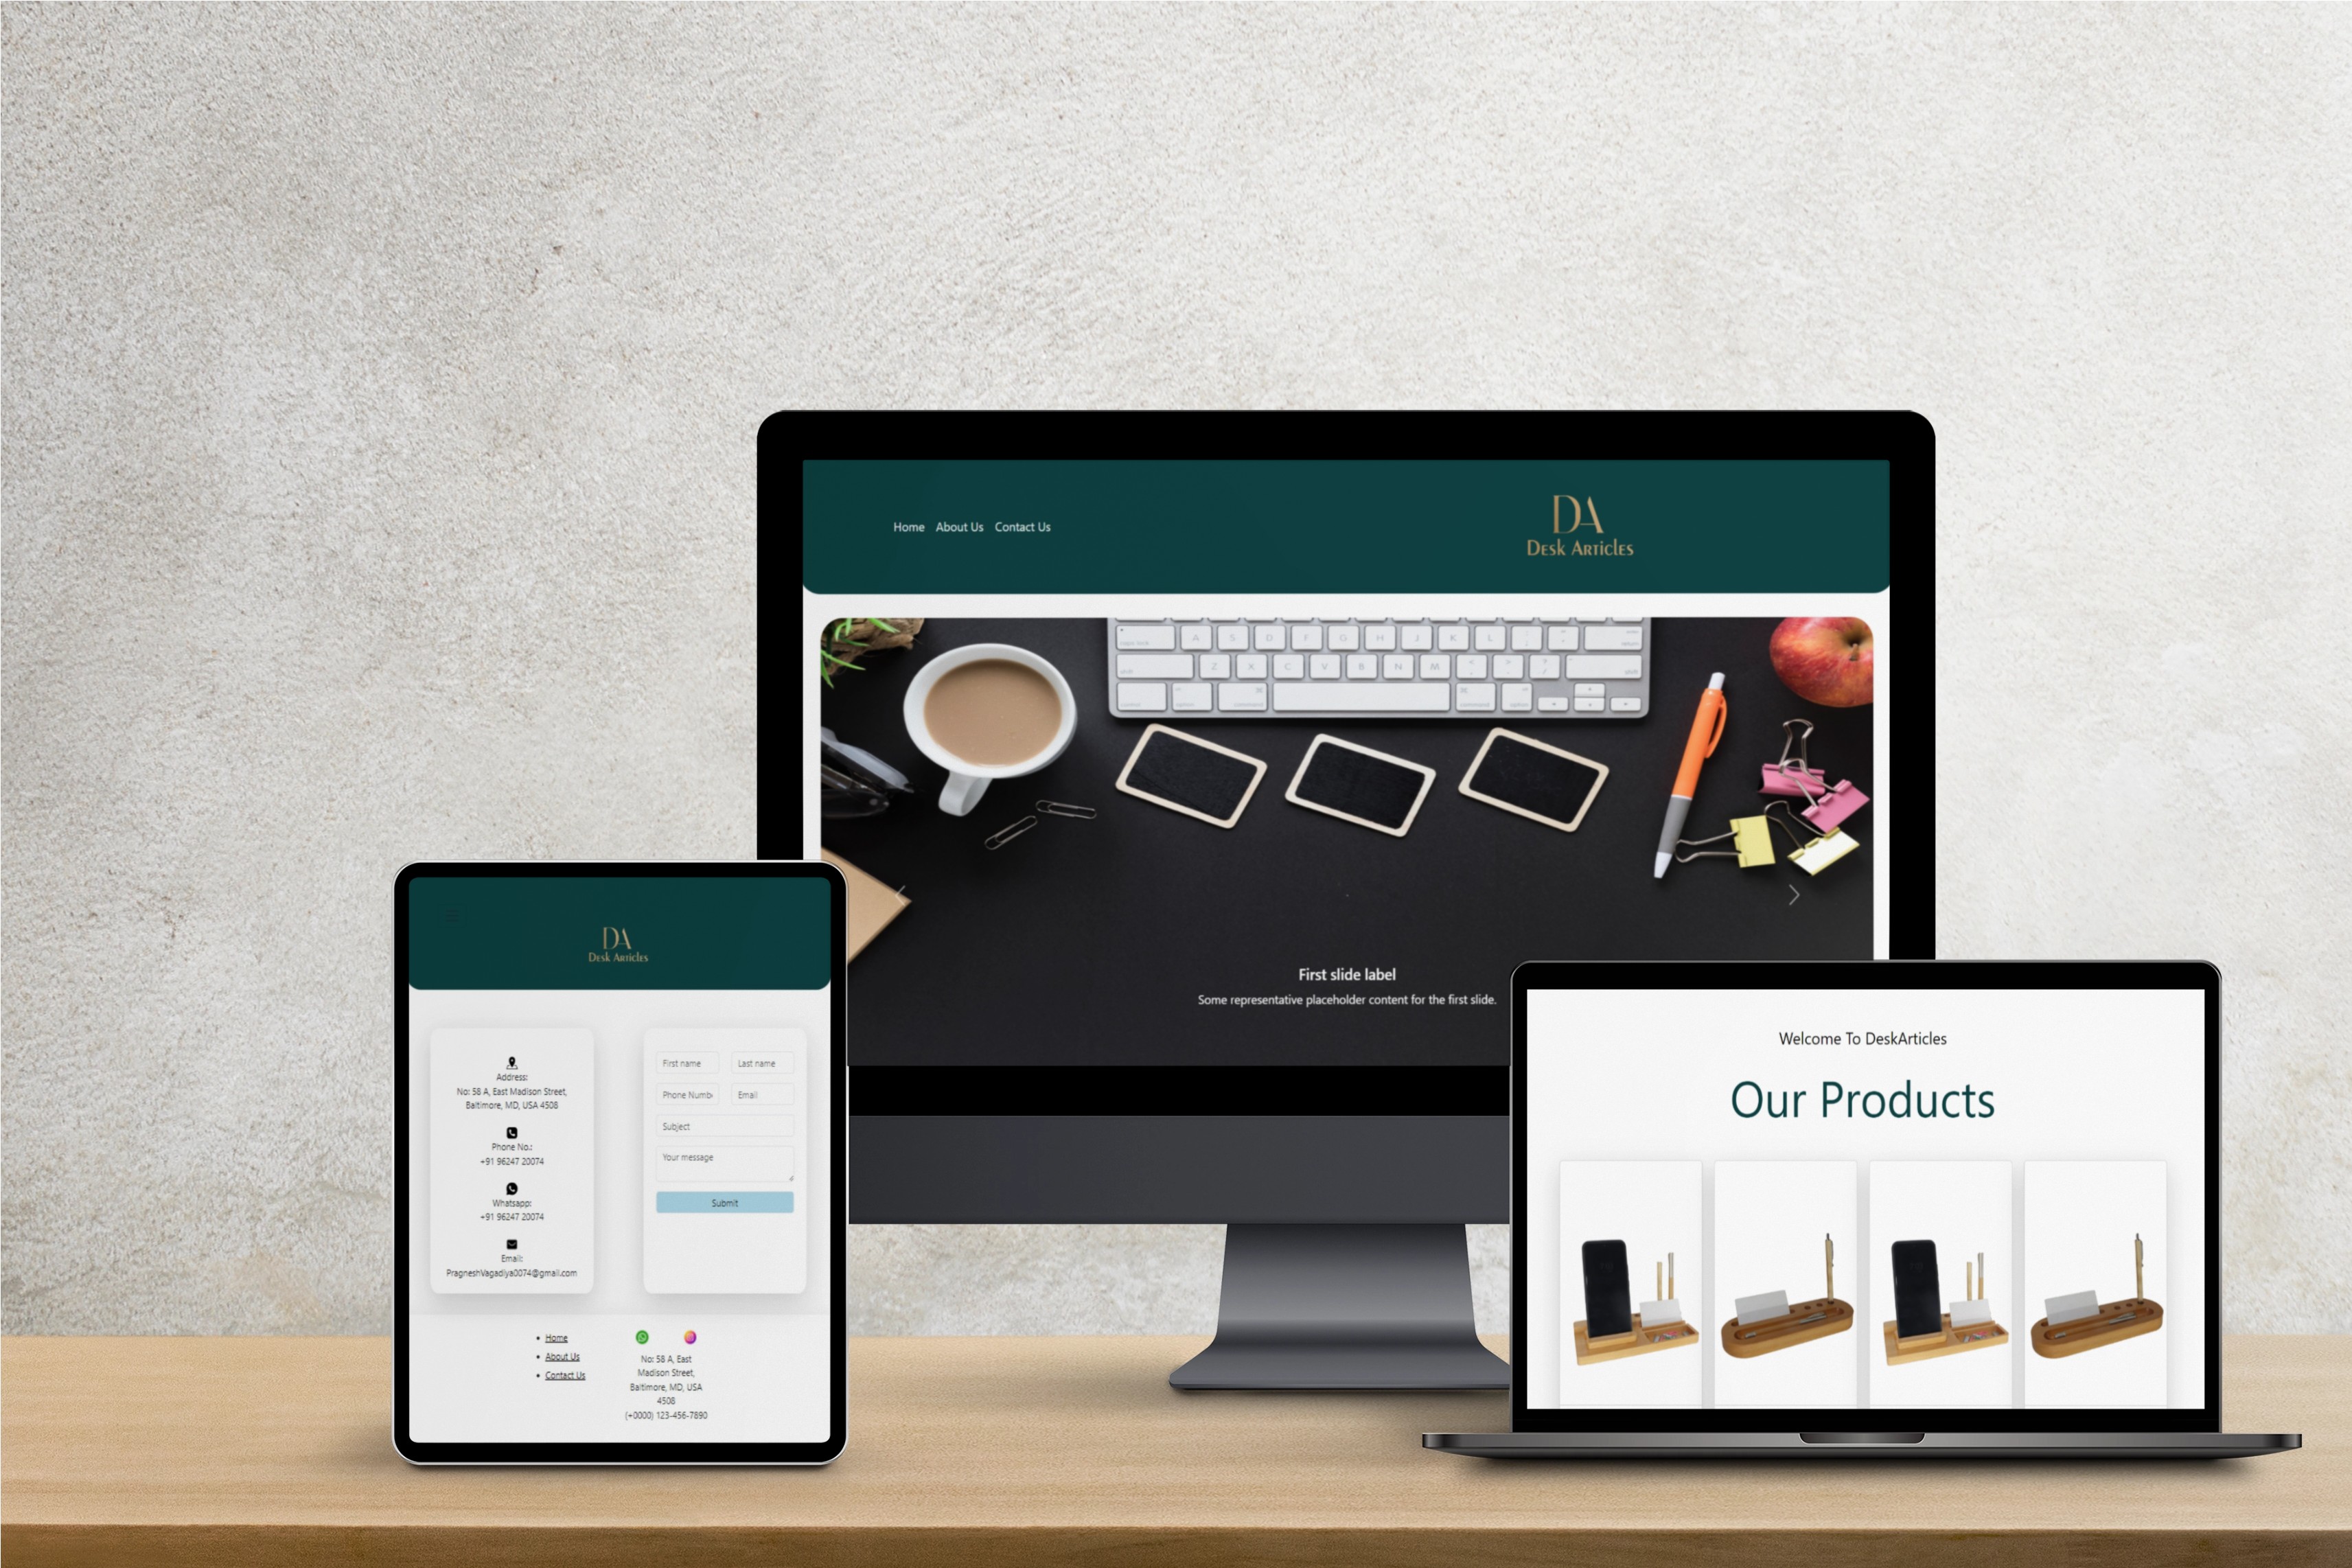 Home About Us Contact Us
DA
Desk Articles
A S D F G H J K L
Z X C V B N M
First slide label
Some representative placeholder content for the first slide.
DA
Desk Articles
Address:
No: 58 A, East Madison Street,
Baltimore, MD, USA 4508
Phone No.:
+91 96247 20074
Whatsapp:
+91 96247 20074
Email:
PragneshVagadiya0074@gmail.com
First name Last name
Phone Numb Email
Subject
Your message
Submit
Home
About Us
Contact Us
No: 58 A, East
Madison Street,
Baltimore, MD, USA
4508
(+0000) 123-456-7890
Welcome To DeskArticles
Our Products